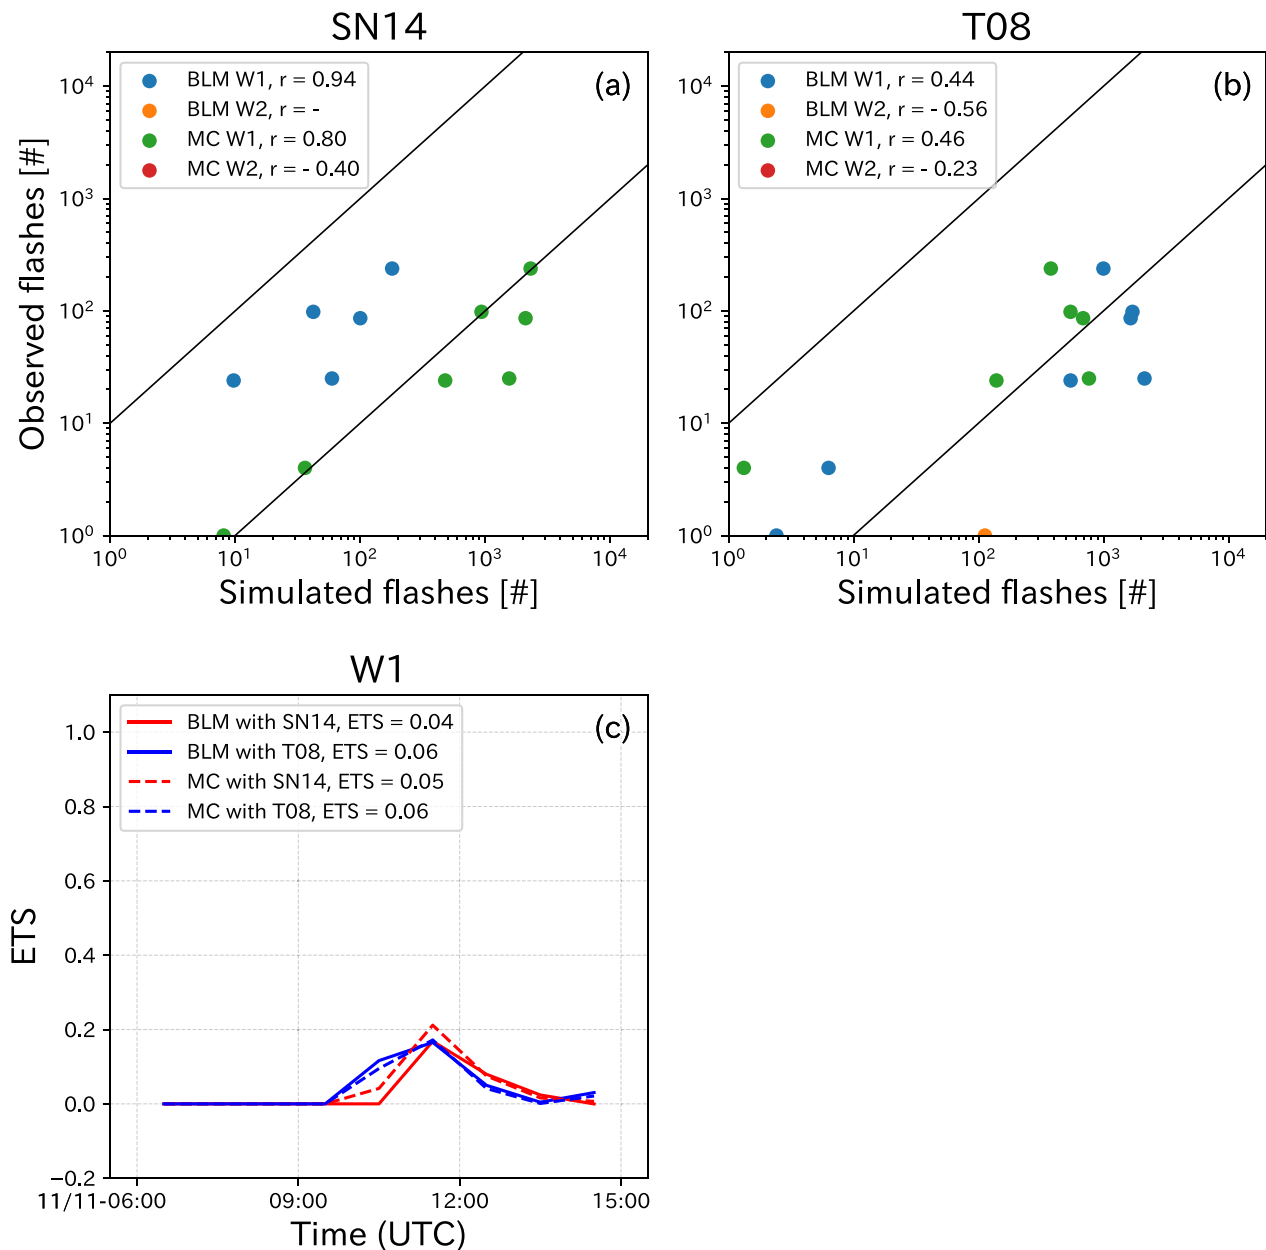 SN14
(a)
BLM W1, r = 0.94
BLM W2, r = -
MC W1, r = 0.80
MC W2, r = - 0.40
Observed flashes [#]
10⁴
10³
10²
10¹
10⁰
10⁰ 10¹ 10² 10³ 10⁴
Simulated flashes [#]
T08
(b)
BLM W1, r = 0.44
BLM W2, r = - 0.56
MC W1, r = 0.46
MC W2, r = - 0.23
10⁴
10³
10²
10¹
10⁰
10⁰ 10¹ 10² 10³ 10⁴
Simulated flashes [#]
W1
(c)
BLM with SN14, ETS = 0.04
BLM with T08, ETS = 0.06
MC with SN14, ETS = 0.05
MC with T08, ETS = 0.06
ETS
1.0
0.8
0.6
0.4
0.2
0.0
−0.2
11/11-06:00 09:00 12:00 15:00
Time (UTC)